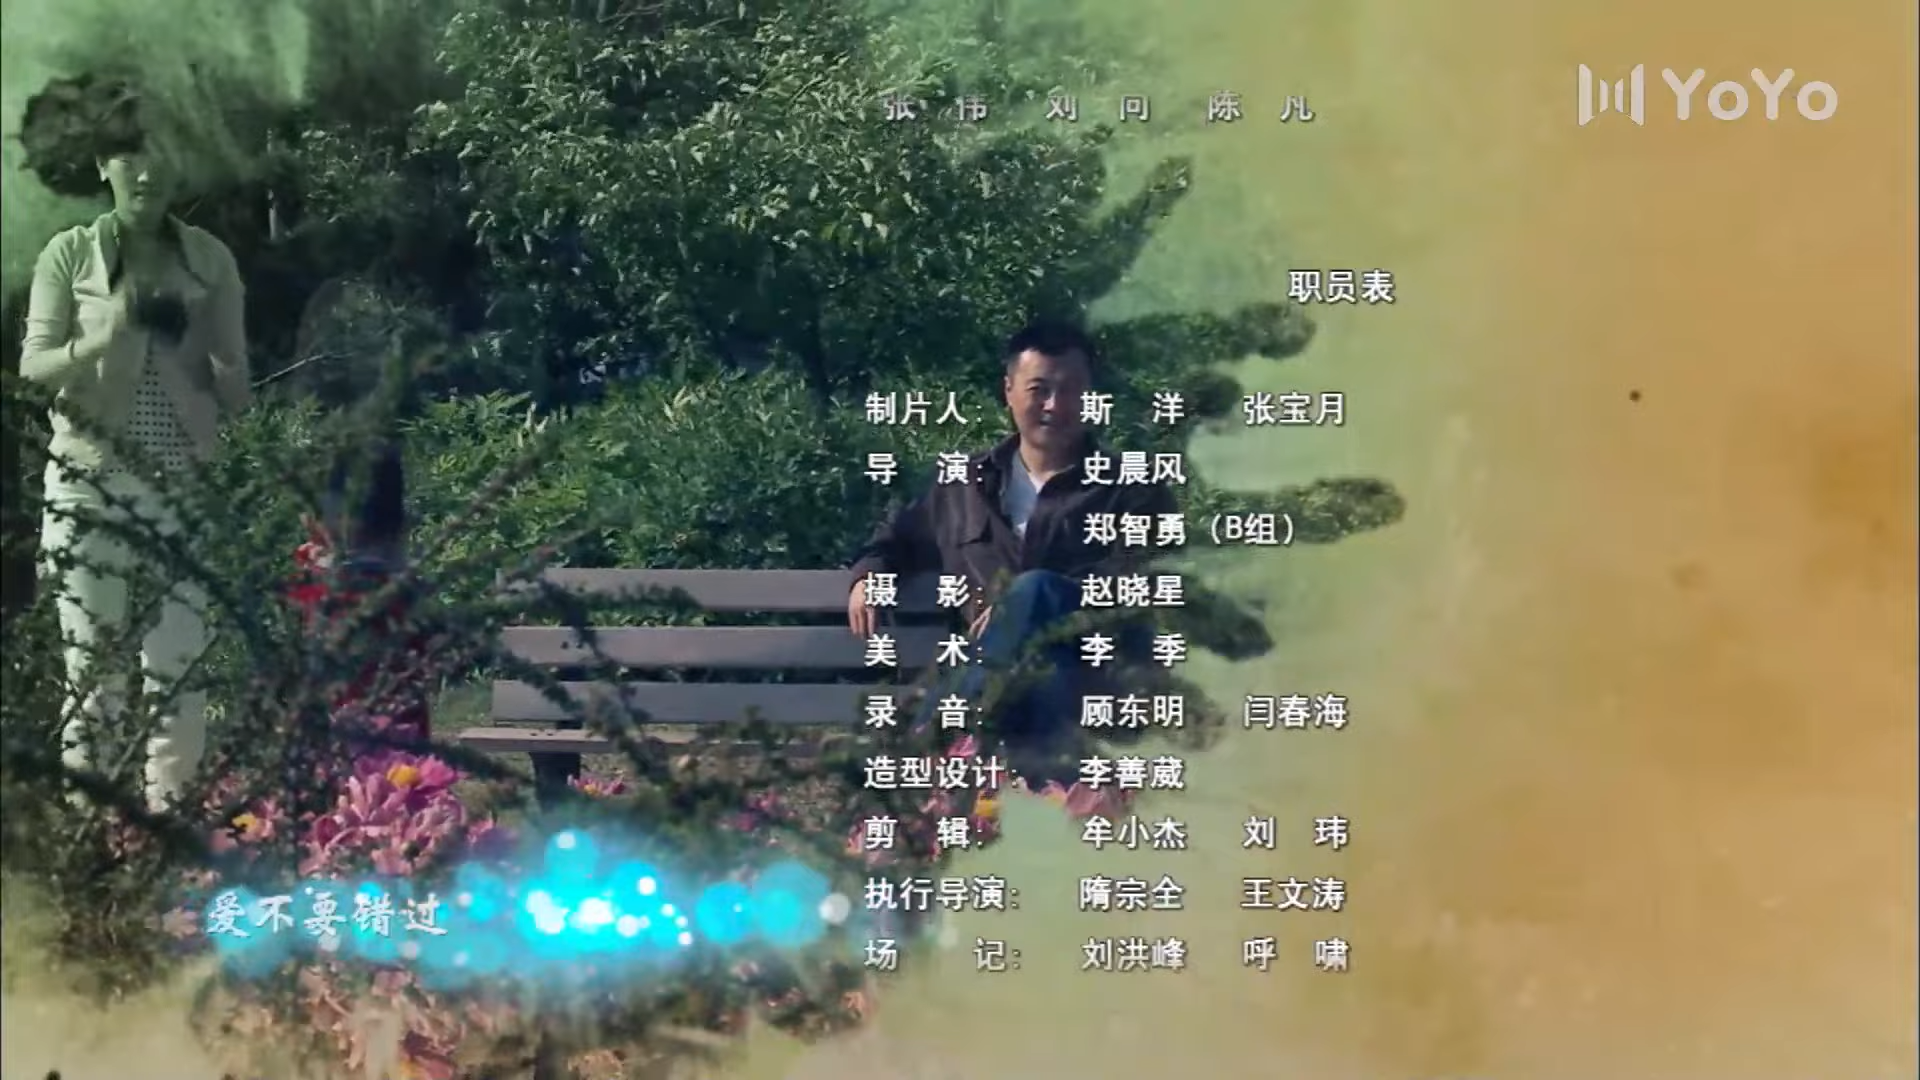 YoYo
张 伟 刘 向 陈 凡
职员表
制片人: 斯 洋 张宝月
导 演: 史晨风
郑智勇（B组）
摄 影: 赵晓星
美 术: 李 季
录 音: 顾东明 闫春海
造型设计: 李善葳
剪 辑: 牟小杰 刘 玮
执行导演: 隋宗全 王文涛
场 记: 刘洪峰 呼 啸
爱不要错过